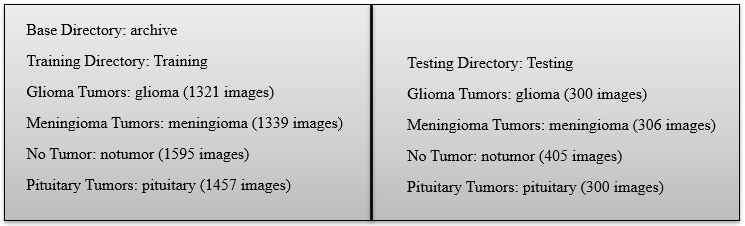 Base Directory: archive
Training Directory: Training
Glioma Tumors: glioma (1321 images)
Meningioma Tumors: meningioma (1339 images)
No Tumor: notumor (1595 images)
Pituitary Tumors: pituitary (1457 images)
Testing Directory: Testing
Glioma Tumors: glioma (300 images)
Meningioma Tumors: meningioma (306 images)
No Tumor: notumor (405 images)
Pituitary Tumors: pituitary (300 images)